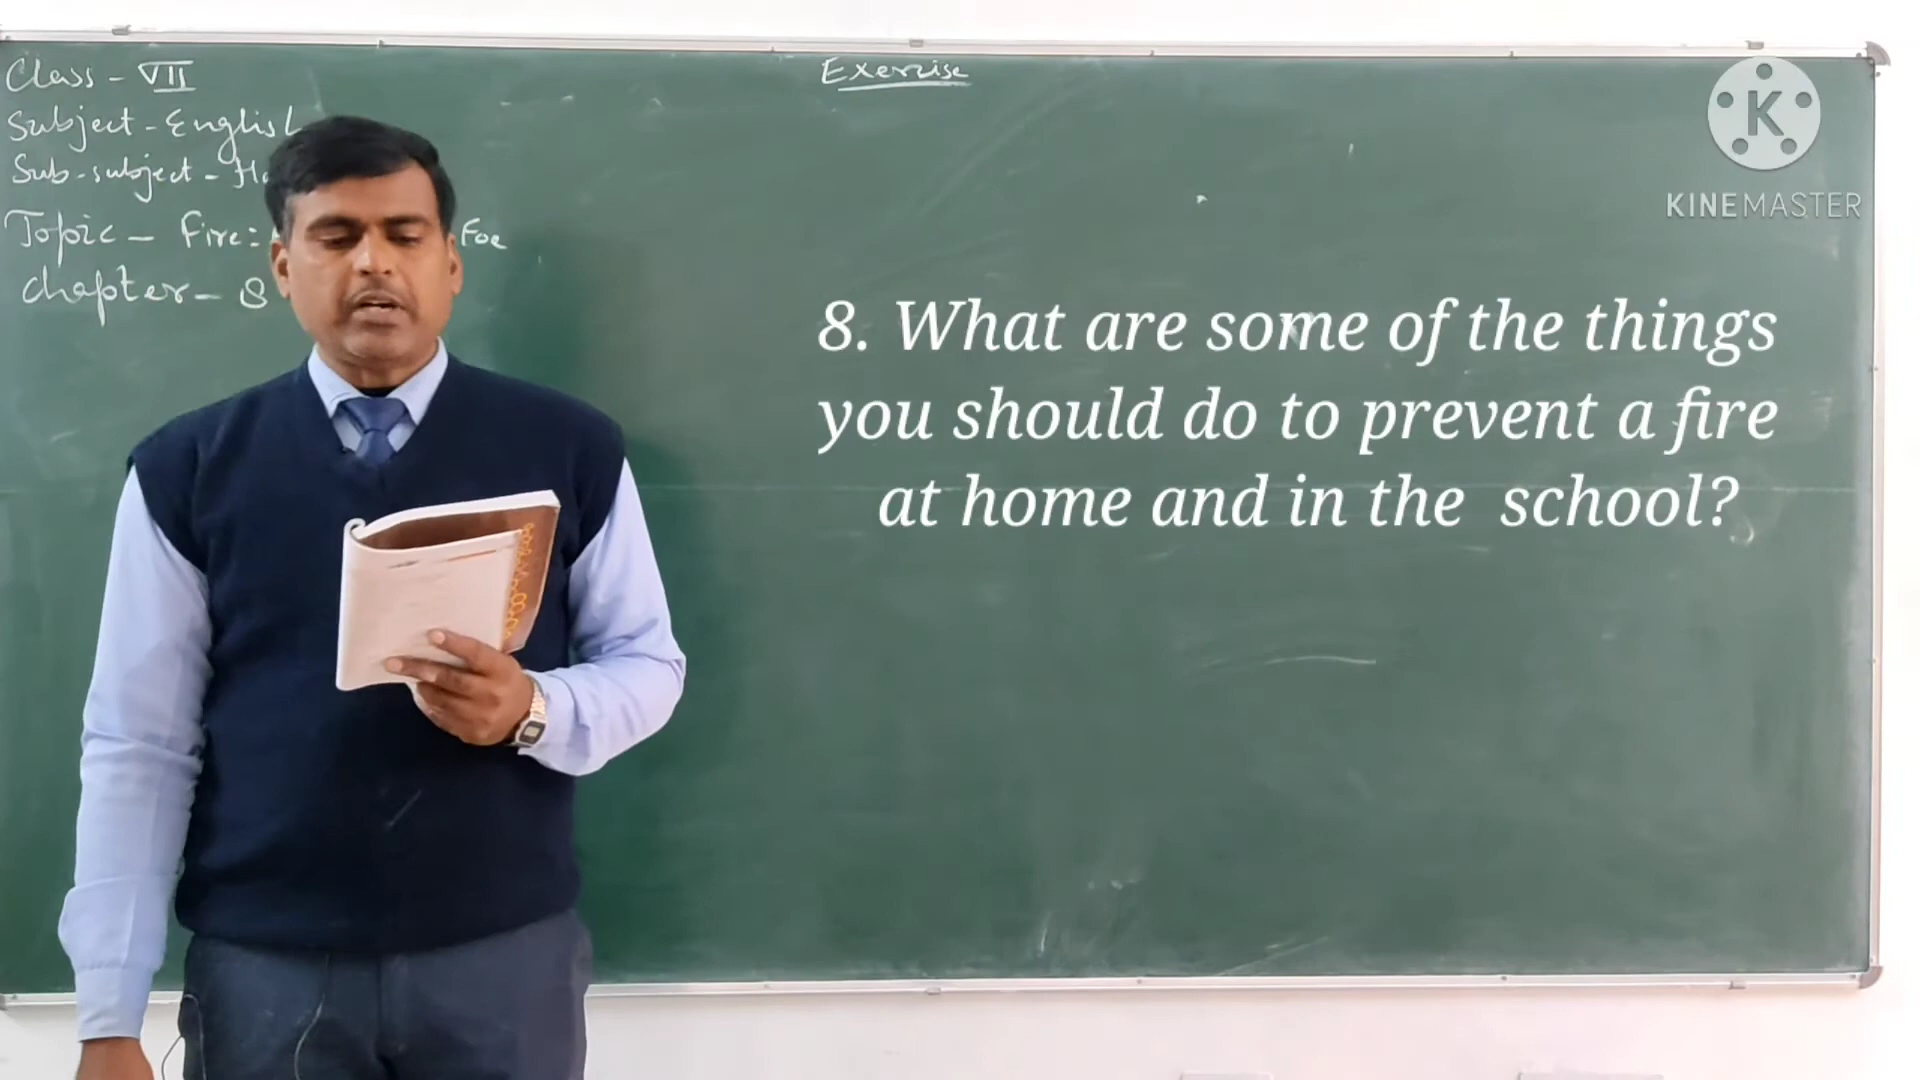 Class - VII
Subject - English
Sub-subject -
Topic - Fire: Foe
Chapter - 8
Exercise
K
KINEMASTER
8. What are some of the things
you should do to prevent a fire
at home and in the school?